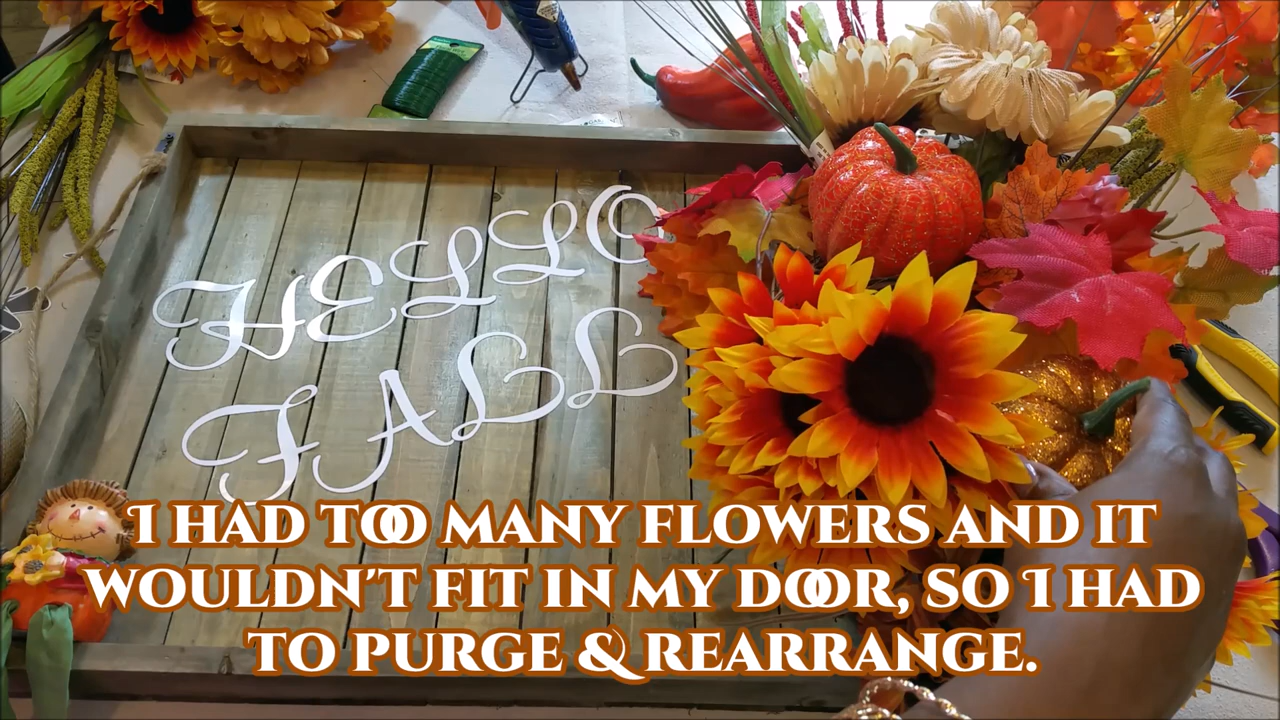 HELLO
FALL
I HAD TOO MANY FLOWERS AND IT
WOULDN'T FIT IN MY DOOR, SO I HAD
TO PURGE & REARRANGE.